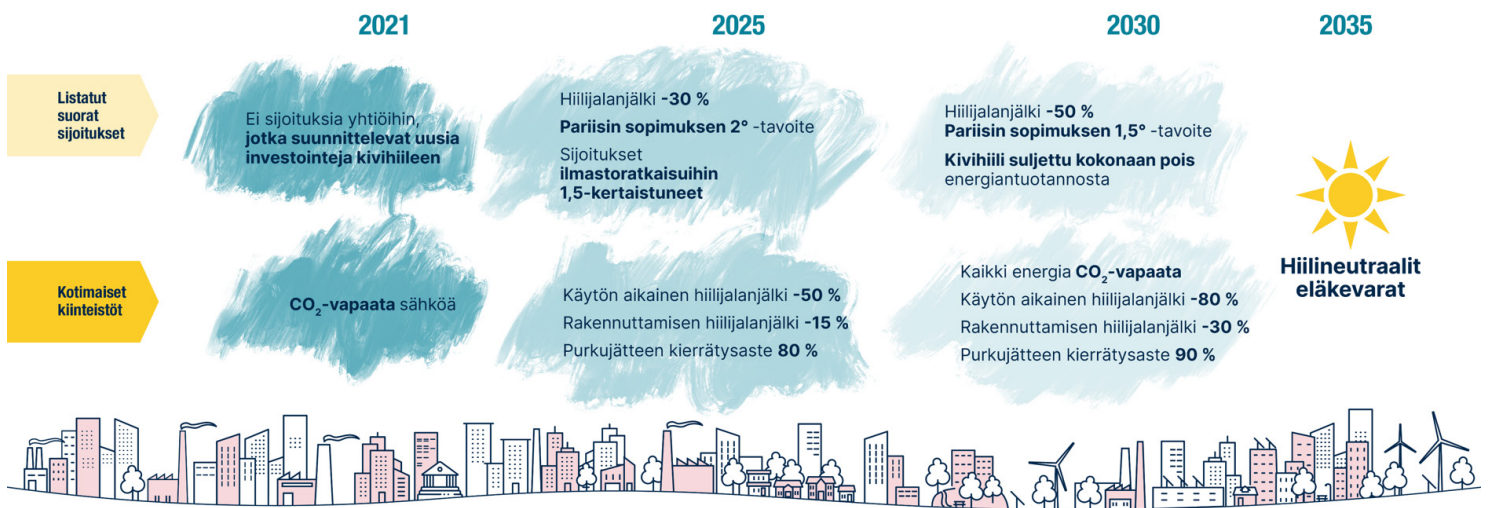 2021
2025
2030
2035
Listatut
suorat
sijoitukset
Ei sijoituksia yhtiöihin,
jotka suunnittelevat uusia
investointeja kivihiileen
Hiilijalanjälki -30 %
Pariisin sopimuksen 2° -tavoite
Sijoitukset
ilmastoratkaisuihin
1,5-kertaistuneet
Hiilijalanjälki -50 %
Pariisin sopimuksen 1,5° -tavoite
Kivihiili suljettu kokonaan pois
energiantuotannosta
Kotimaiset
kiinteistöt
CO₂-vapaata sähköä
Käytön aikainen hiilijalanjälki -50 %
Rakennuttamisen hiilijalanjälki -15 %
Purkujätteen kierrätysaste 80 %
Kaikki energia CO₂-vapaata
Käytön aikainen hiilijalanjälki -80 %
Rakennuttamisen hiilijalanjälki -30 %
Purkujätteen kierrätysaste 90 %
Hiilineutraalit
eläkevarat